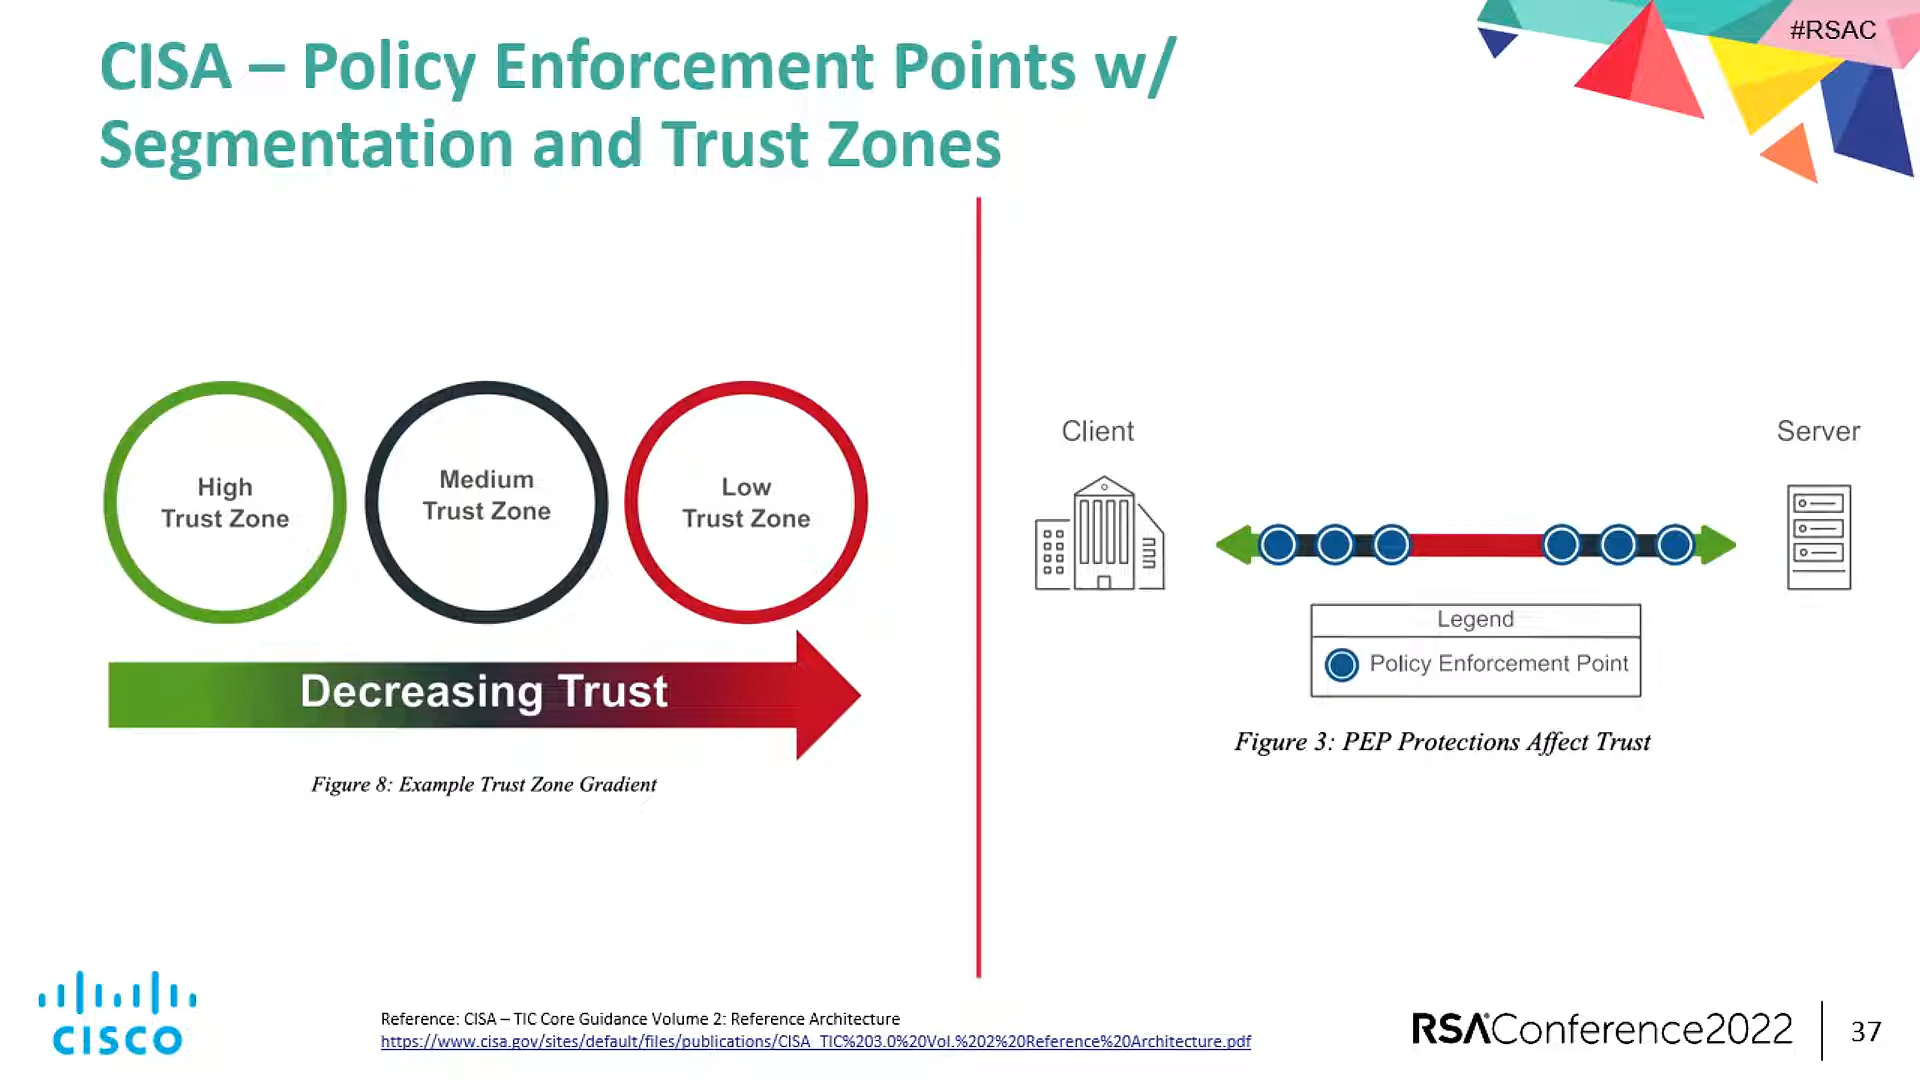 #RSAC
CISA – Policy Enforcement Points w/
Segmentation and Trust Zones
High
Trust Zone
Medium
Trust Zone
Low
Trust Zone
Decreasing Trust
Figure 8: Example Trust Zone Gradient
Client
Server
Legend
Policy Enforcement Point
Figure 3: PEP Protections Affect Trust
CISCO
Reference: CISA – TIC Core Guidance Volume 2: Reference Architecture
https://www.cisa.gov/sites/default/files/publications/CISA_TIC%203.0%20Vol.%202%20Reference%20Architecture.pdf
RSAConference2022
37